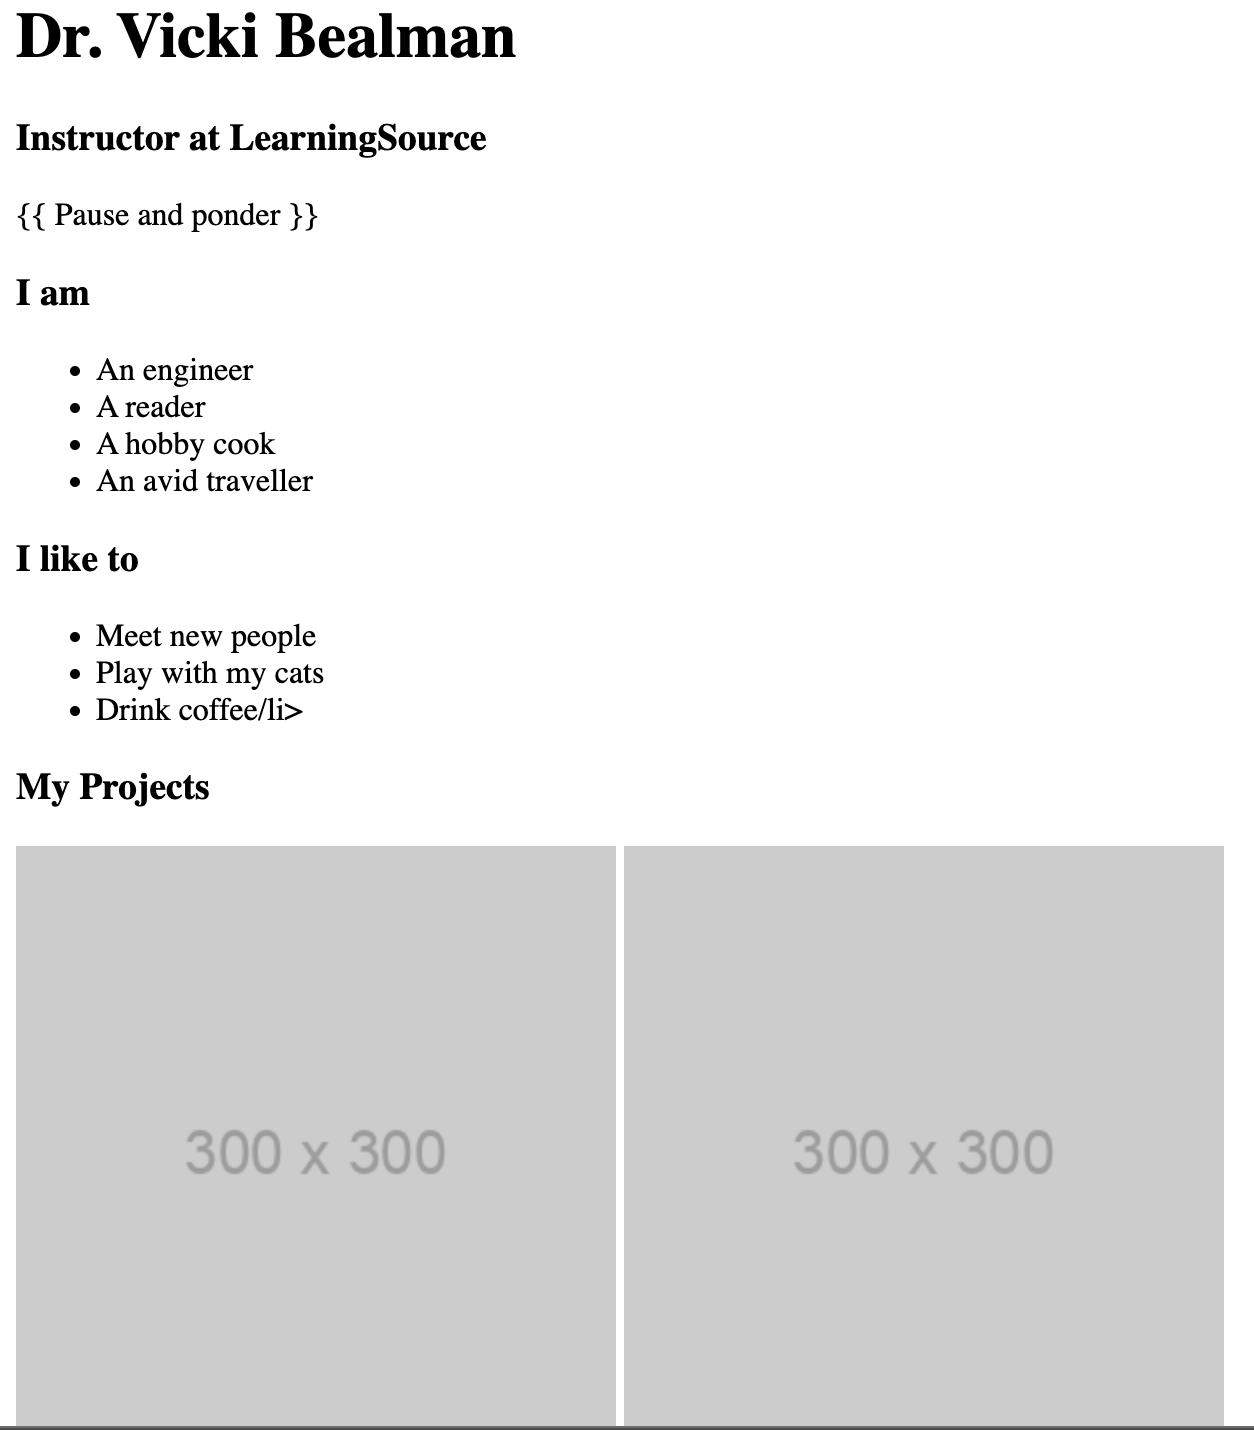 Dr. Vicki Bealman
Instructor at LearningSource
{{ Pause and ponder }}
I am
• An engineer
• A reader
• A hobby cook
• An avid traveller
I like to
• Meet new people
• Play with my cats
• Drink coffee/li>
My Projects
300 x 300
300 x 300